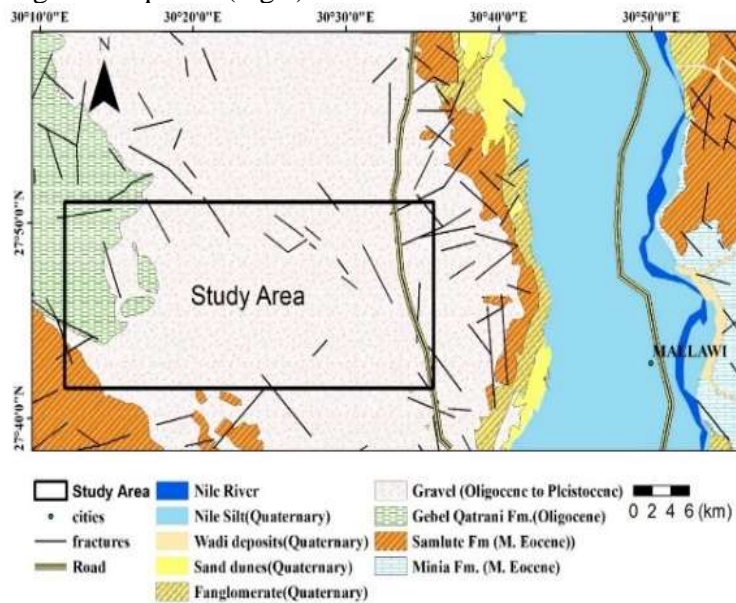 30°10'0"E 30°20'0"E 30°30'0"E 30°40'0"E 30°50'0"E
N
27°50'0"N
Study Area
MALLAWI
27°40'0"N
Study Area
cities
fractures
Road
Nile River
Nile Silt(Quaternary)
Wadi deposits(Quaternary)
Sand dunes(Quaternary)
Fanglomerate(Quaternary)
Gravel (Oligocene to Pleistocene)
Gebel Qatrani Fm.(Oligocene)
Samlute Fm (M. Eocene))
Minia Fm. (M. Eocene)
0 2 4 6 (km)